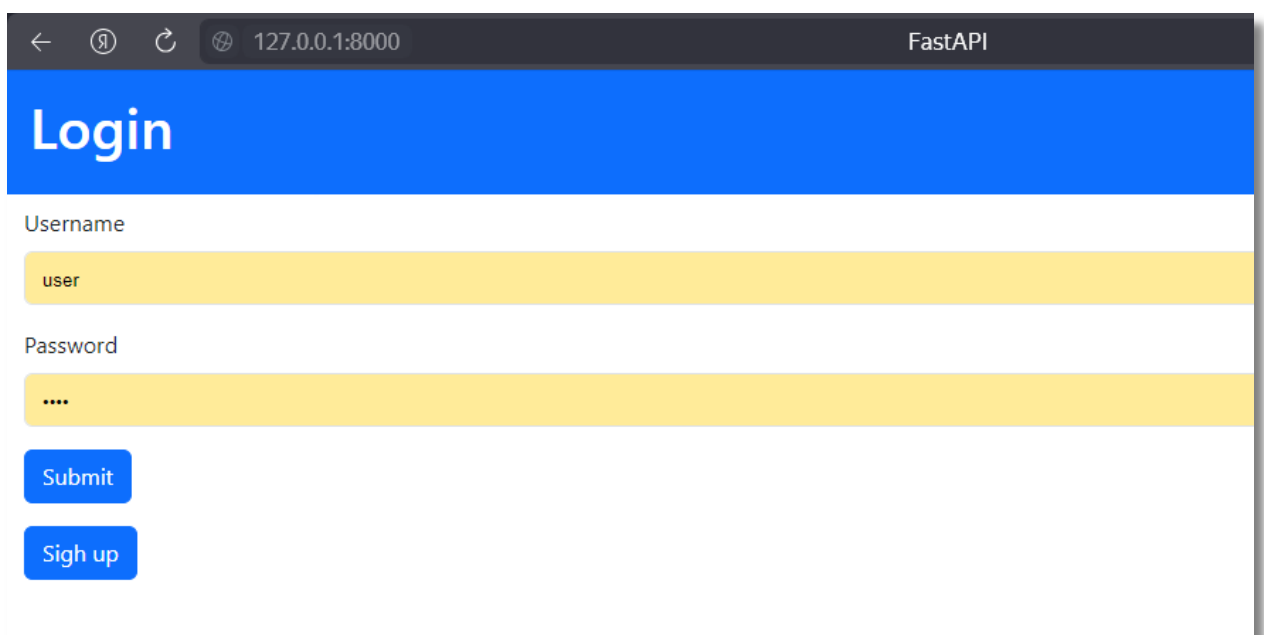 127.0.0.1:8000 FastAPI
Login
Username
user
Password
••••
Submit
Sigh up